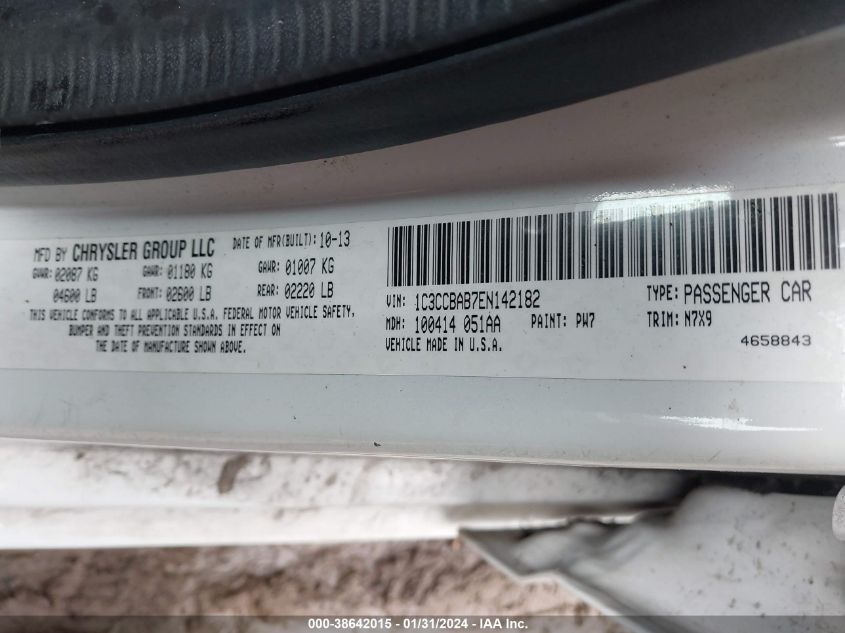 MFD BY CHRYSLER GROUP LLC DATE OF MFR(BUILT): 10-13
GVWR: 02087 KG GAWR: 01180 KG GAWR: 01007 KG
04600 LB FRONT: 02600 LB REAR: 02220 LB
THIS VEHICLE CONFORMS TO ALL APPLICABLE U.S.A. FEDERAL MOTOR VEHICLE SAFETY,
BUMPER AND THEFT PREVENTION STANDARDS IN EFFECT ON
THE DATE OF MANUFACTURE SHOWN ABOVE.
VIN: 1C3CCBAB7EN142182 TYPE: PASSENGER CAR
MDH: 100414 051AA PAINT: PW7 TRIM: N7X9
VEHICLE MADE IN U.S.A. 4658843
000-38642015 - 01/31/2024 - IAA Inc.